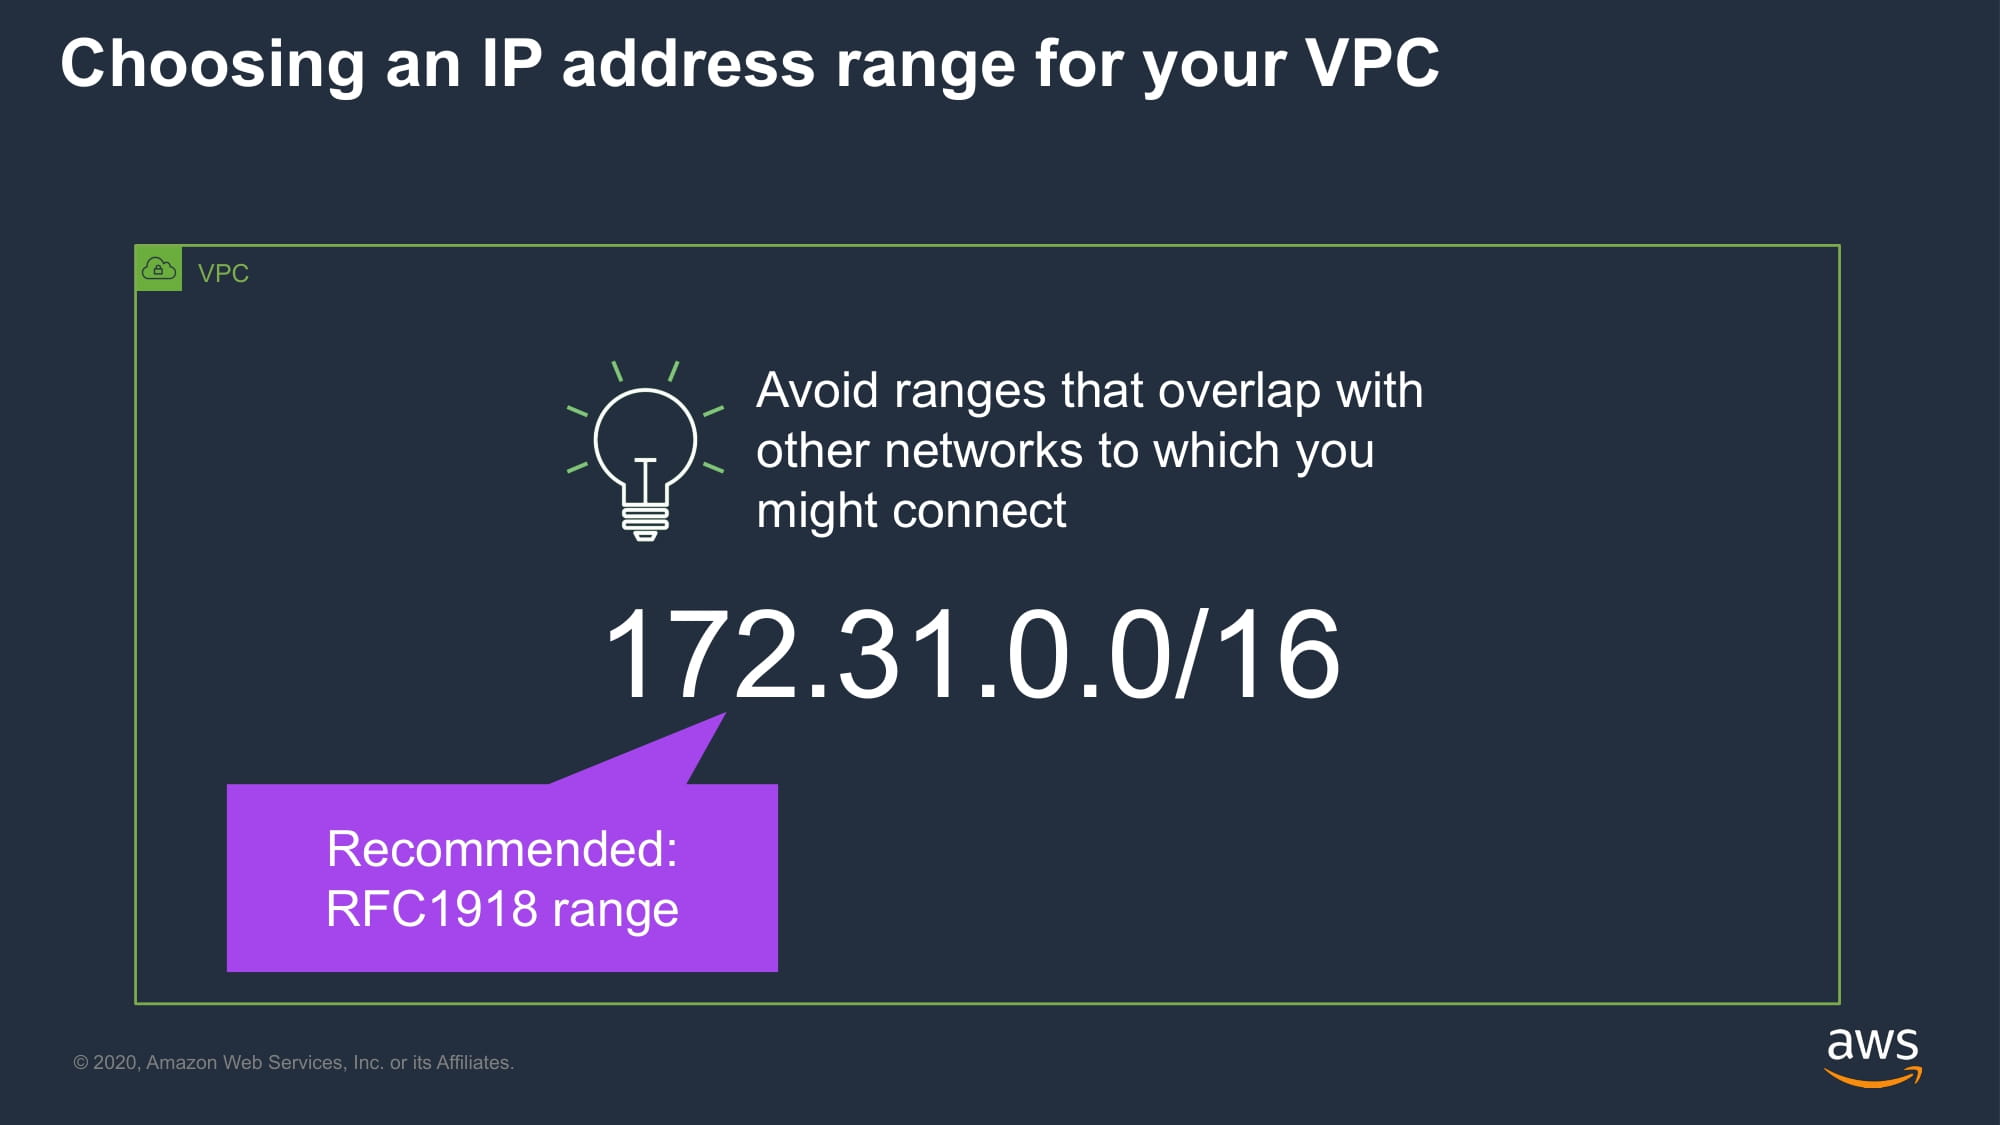 Choosing an IP address range for your VPC
VPC
Avoid ranges that overlap with
other networks to which you
might connect
172.31.0.0/16
Recommended:
RFC1918 range
© 2020, Amazon Web Services, Inc. or its Affiliates.
aws